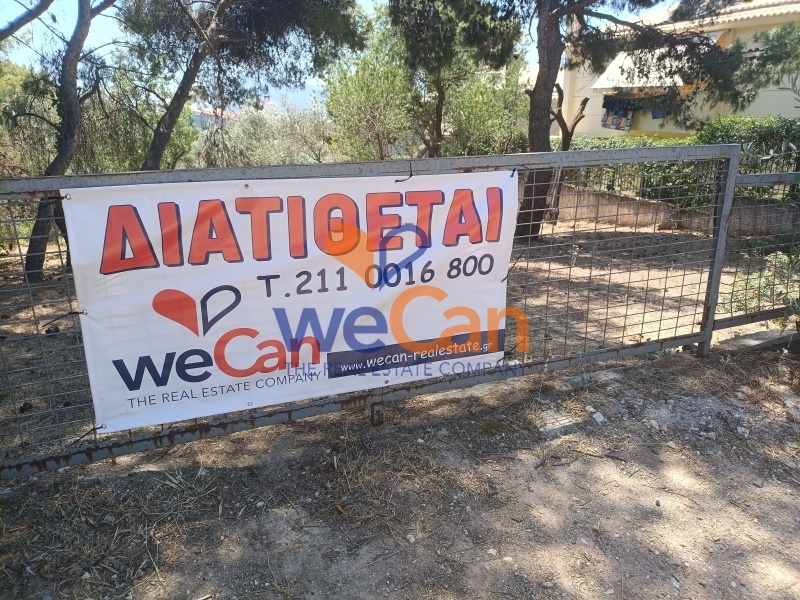 ΔΙΑΤΙΘΕΤΑΙ
Τ.211 0016 800
weCan
THE REAL ESTATE COMPANY
www.wecan-realestate.gr
weCan
THE REAL ESTATE COMPANY